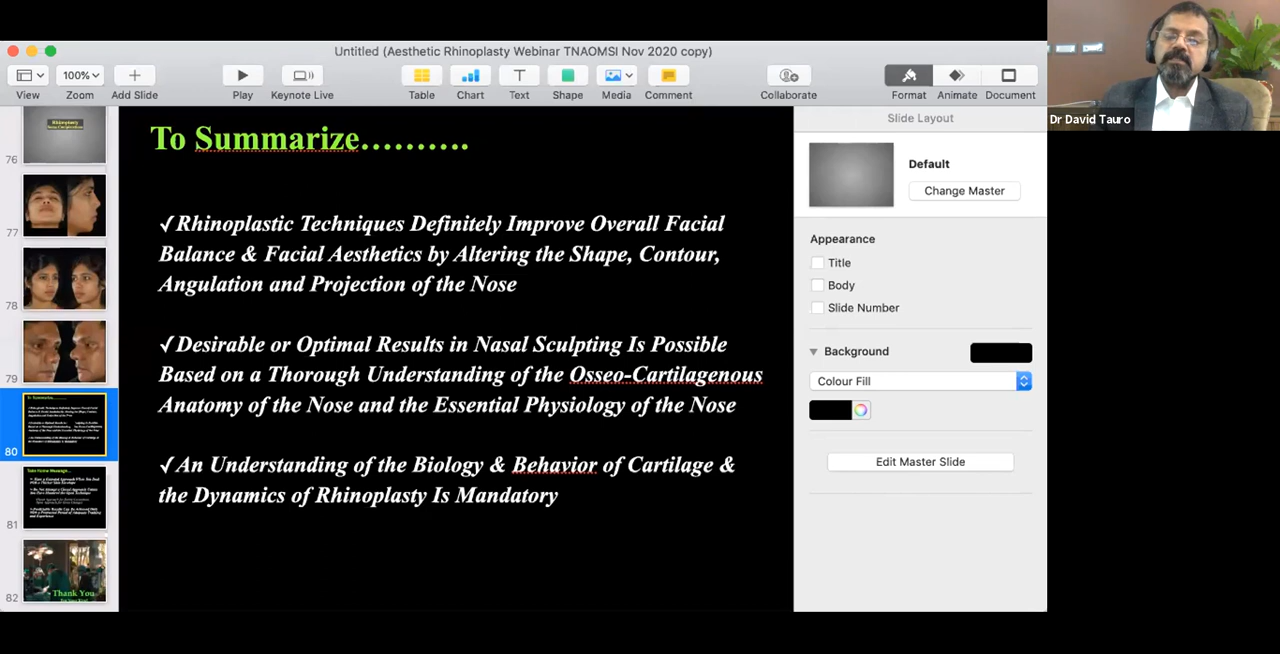 Untitled (Aesthetic Rhinoplasty Webinar TNAOMSI Nov 2020 copy)
100%
View
Zoom
Add Slide
Play
Keynote Live
Table
Chart
Text
Shape
Media
Comment
Collaborate
Format
Animate
Document
Dr David Tauro
76
77
78
79
80
81
82
To Summarize……….
To Summarize..........
✓Rhinoplastic Techniques Definitely Improve Overall Facial
Balance & Facial Aesthetics by Altering the Shape, Contour,
Angulation and Projection of the Nose
✓Desirable or Optimal Results in Nasal Sculpting Is Possible
Based on a Thorough Understanding of the Osseo-Cartilagenous
Anatomy of the Nose and the Essential Physiology of the Nose
✓An Understanding of the Biology & Behavior of Cartilage &
the Dynamics of Rhinoplasty Is Mandatory
Take Home Message...
Thank You
Slide Layout
Default
Change Master
Appearance
Title
Body
Slide Number
Background
Colour Fill
Edit Master Slide